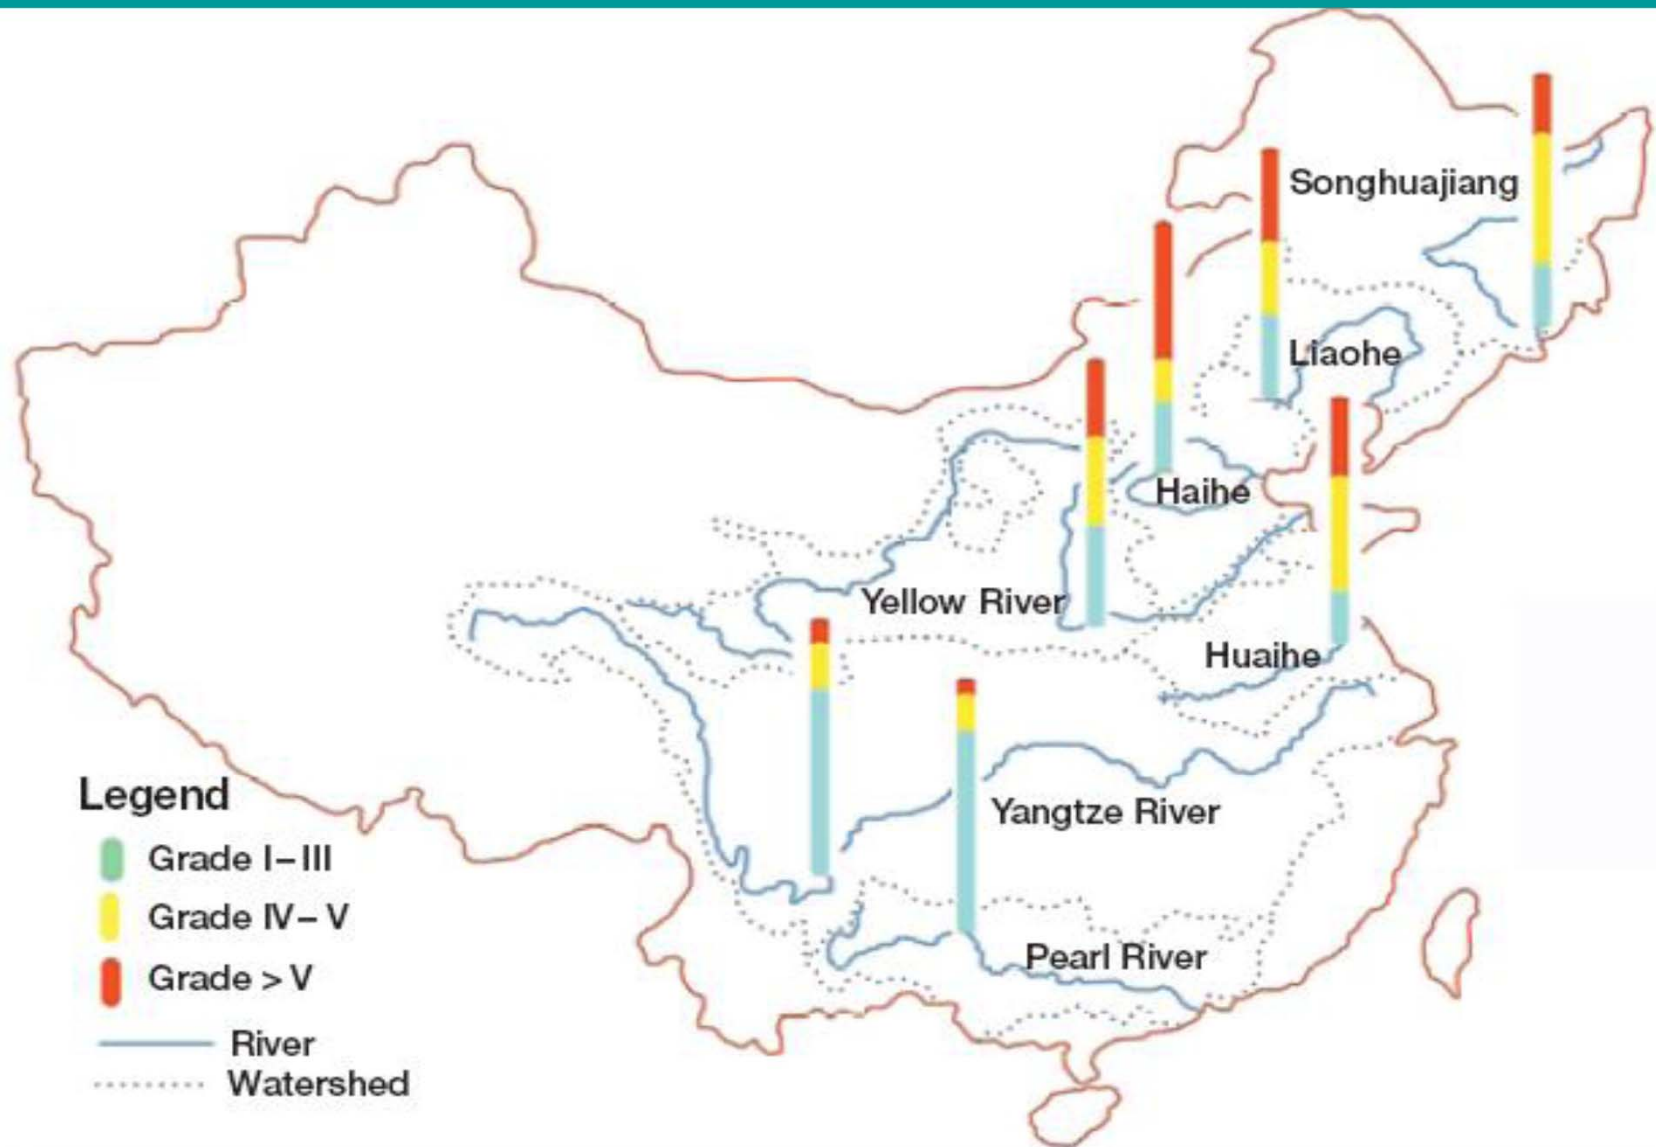 Songhuajiang
Liaohe
Haihe
Yellow River
Huaihe
Yangtze River
Pearl River
Legend
Grade I–III
Grade IV–V
Grade > V
River
Watershed